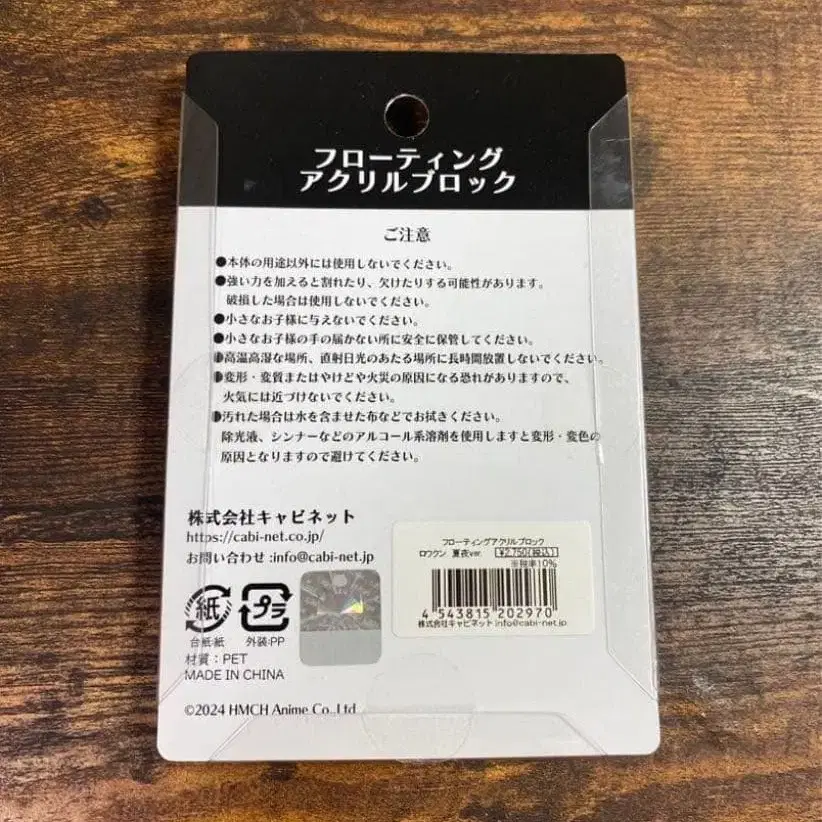 フローティング
アクリルブロック
ご注意
●本体の用途以外には使用しないでください。
●強い力を加えると割れたり、欠けたりする可能性があります。
破損した場合は使用しないでください。
●小さなお子様に与えないでください。
●小さなお子様の手の届かない所に安全に保管してください。
●高温高湿な場所、直射日光のあたる場所に長時間放置しないでください。
●変形・変質またはやけどや火災の原因になる恐れがありますので、
火気には近づけないでください。
●汚れた場合は水を含ませた布などでお拭きください。
除光液、シンナーなどのアルコール系溶剤を使用しますと変形・変色の
原因となりますので避けてください。
株式会社キャビネット
https://cabi-net.co.jp/
お問い合わせ:info@cabi-net.jp
紙
プラ
台紙:紙
外装:PP
材質：PET
MADE IN CHINA
©2024 HMCH Anime Co.,Ltd
フローティングアクリルブロック
ロウクン 夏夜ver. ¥2,750(税込)
※税率10%
4 543815 202970
株式会社キャビネット info@cabi-net.jp